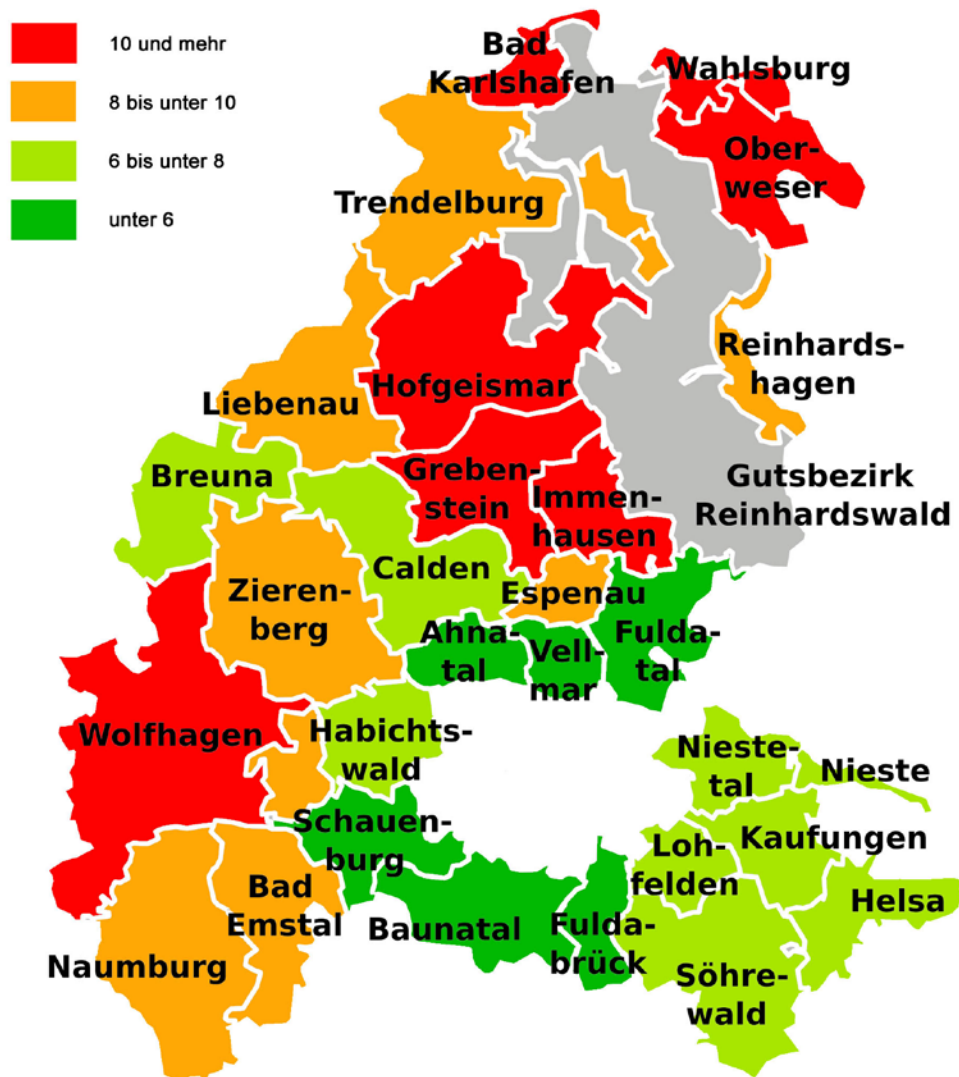 10 und mehr
8 bis unter 10
6 bis unter 8
unter 6
Bad
Karlshafen
Wahlsburg
Ober-
weser
Trendelburg
Reinhards-
hagen
Hofgeismar
Liebenau
Breuna
Greben-
stein
Immen-
hausen
Gutsbezirk
Reinhardswald
Calden
Zieren-
berg
Espenau
Ahna-
tal
Vell-
mar
Fulda-
tal
Wolfhagen
Habichts-
wald
Nieste-
tal
Nieste
Schauen-
burg
Kaufungen
Loh-
felden
Helsa
Bad
Emstal
Baunatal
Fulda-
brück
Naumburg
Söhre-
wald